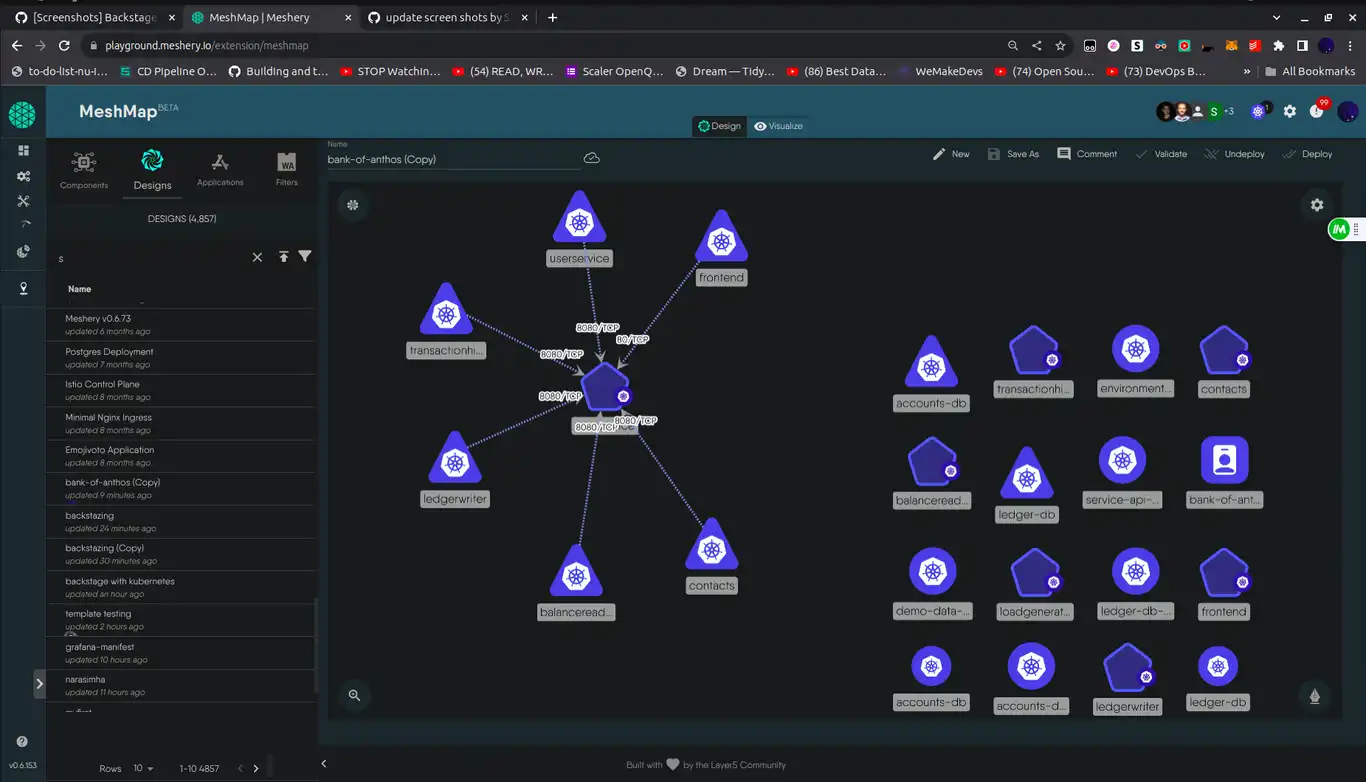 [Screenshots] Backstage
MeshMap | Meshery
update screen shots by S
playground.meshery.io/extension/meshmap
to-do-list-nu-i...
CD Pipeline O...
Building and t...
STOP Watchin...
(54) READ, WR...
Scaler OpenQ...
Dream — Tidy...
(86) Best Data...
WeMakeDevs
(74) Open Sou...
(73) DevOps B...
»
All Bookmarks
MeshMap BETA
S
+3
1
99
Design
Visualize
Components
Designs
Applications
WA
Filters
Name
bank-of-anthos (Copy)
New
Save As
Comment
Validate
Undeploy
Deploy
DESIGNS (4,857)
s
Name
Meshery v0.6.73
updated 6 months ago
Postgres Deployment
updated 7 months ago
Istio Control Plane
updated 8 months ago
Minimal Nginx Ingress
updated 8 months ago
Emojivoto Application
updated 8 months ago
bank-of-anthos (Copy)
updated 9 minutes ago
backstazing
updated 24 minutes ago
backstazing (Copy)
updated 30 minutes ago
backstage with kubernetes
updated an hour ago
template testing
updated 2 hours ago
grafana-manifest
updated 10 hours ago
narasimha
updated 11 hours ago
Rows 10 1-10 4857
v0.6.153
userservice
frontend
transactionhi...
8080/TCP
80/TCP
8080/TCP
8080/TCP
8080/TCP
8080/TCP
ledgerwriter
contacts
balanceread...
accounts-db
transactionhi...
environment...
contacts
balanceread...
ledger-db
service-api-...
bank-of-ant...
demo-data-...
loadgenerat...
ledger-db-...
frontend
accounts-db
accounts-d...
ledgerwriter
ledger-db
Built with by the Layer5 Community